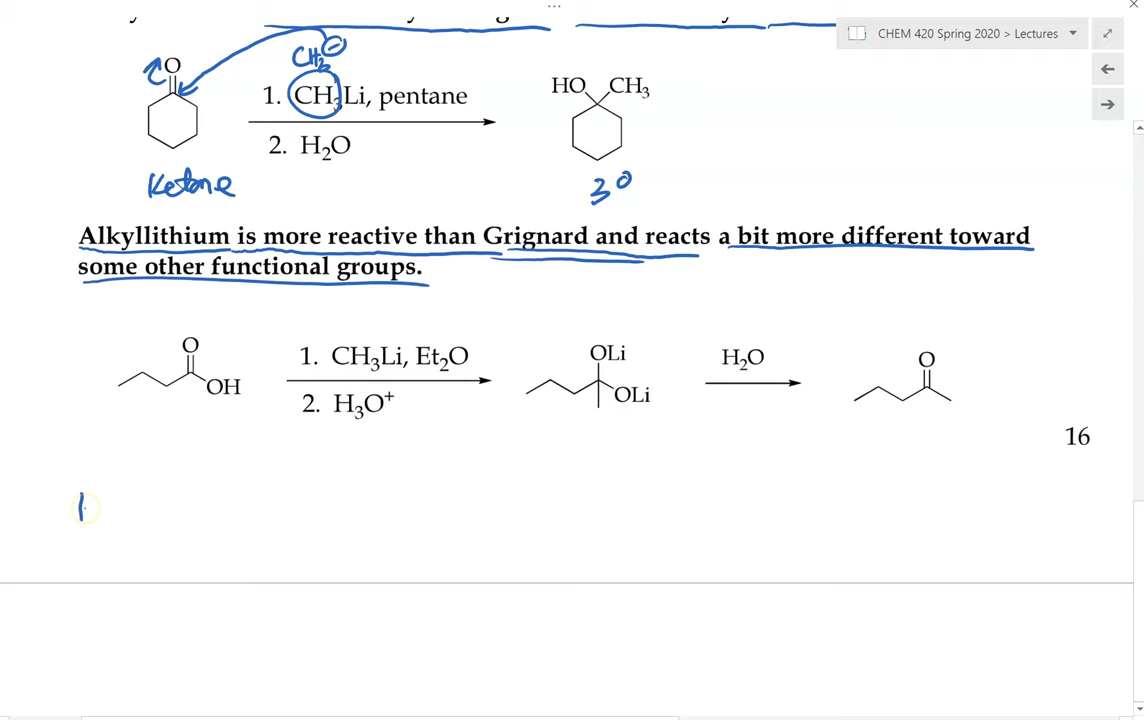 CHEM 420 Spring 2020 > Lectures
CH₃⊖
O
1. CH₃Li, pentane
2. H₂O
HO CH₃
Ketone
3°
Alkyllithium is more reactive than Grignard and reacts a bit more different toward
some other functional groups.
O
OH
1. CH₃Li, Et₂O
2. H₃O⁺
OLi
OLi
H₂O
O
16